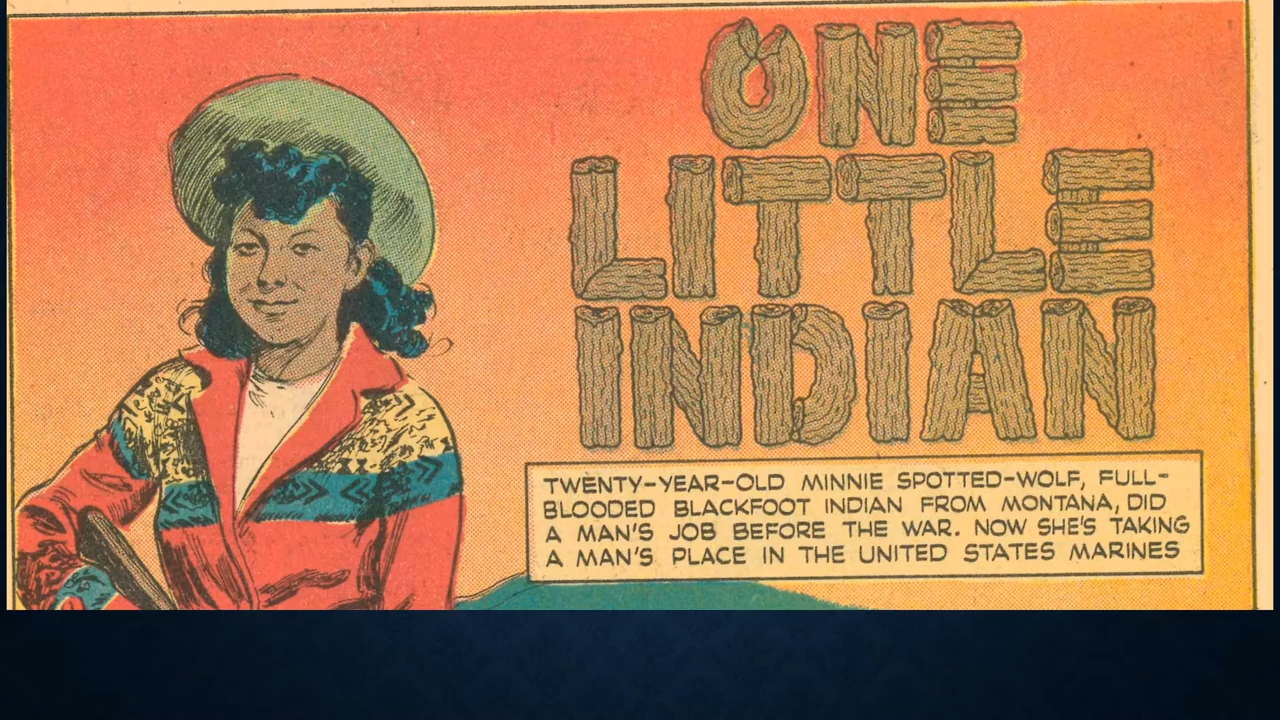 ONE
LITTLE
INDIAN
TWENTY-YEAR-OLD MINNIE SPOTTED-WOLF, FULL-
BLOODED BLACKFOOT INDIAN FROM MONTANA, DID
A MAN'S JOB BEFORE THE WAR. NOW SHE'S TAKING
A MAN'S PLACE IN THE UNITED STATES MARINES